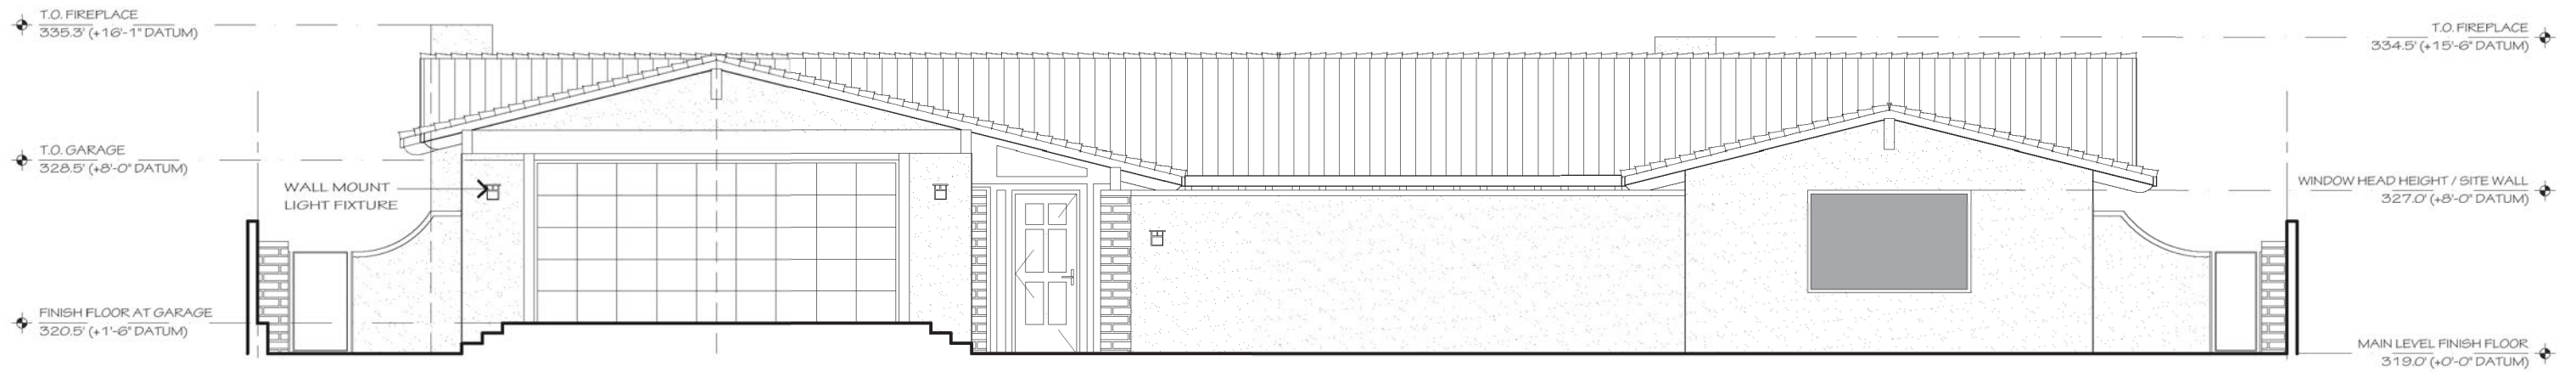 T.O. FIREPLACE
335.3' (+16'-1" DATUM)
T.O. FIREPLACE
334.5' (+15'-6" DATUM)
T.O. GARAGE
328.5' (+8'-0" DATUM)
WALL MOUNT
LIGHT FIXTURE
WINDOW HEAD HEIGHT / SITE WALL
327.0' (+8'-0" DATUM)
FINISH FLOOR AT GARAGE
320.5' (+1'-6" DATUM)
MAIN LEVEL FINISH FLOOR
319.0' (+0'-0" DATUM)